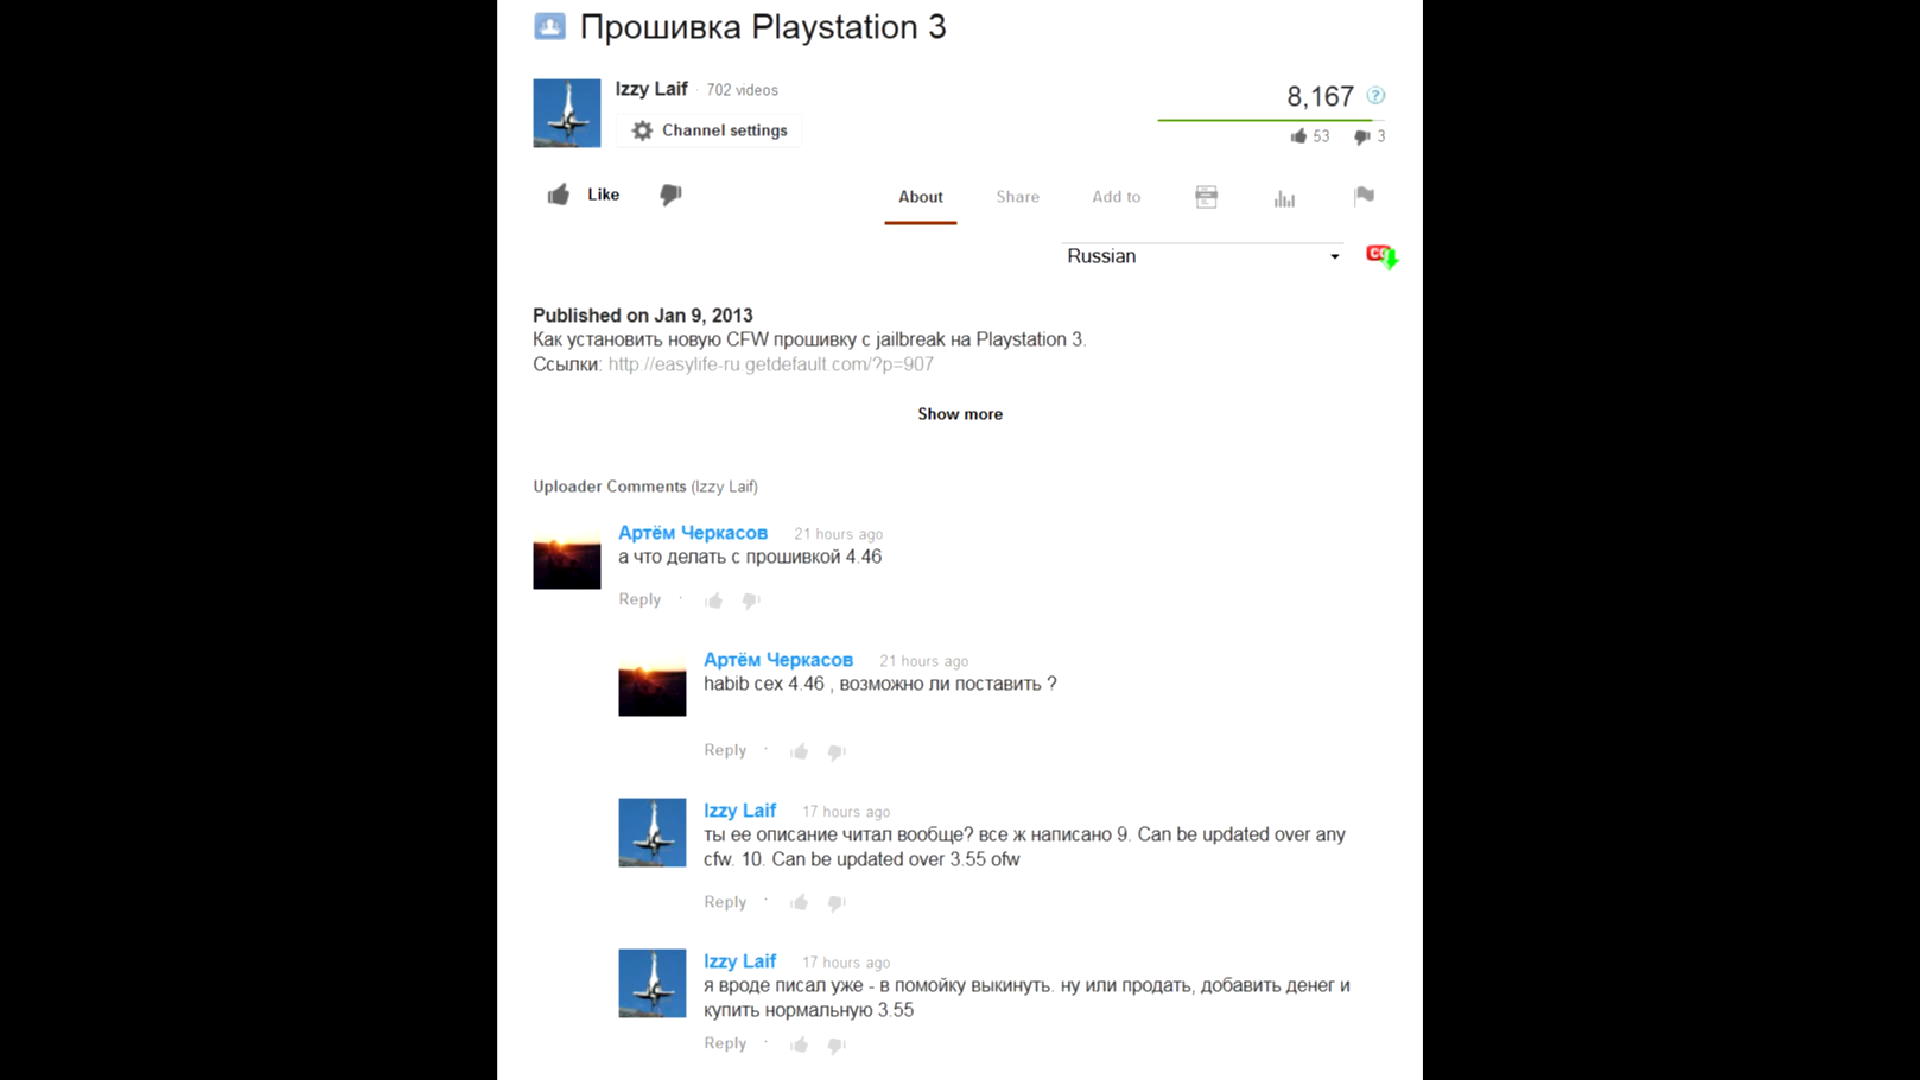 Прошивка Playstation 3
Izzy Laif · 702 videos
Channel settings
8,167 ?
53 3
Like
About Share Add to
Russian
CC
Published on Jan 9, 2013
Как установить новую CFW прошивку с jailbreak на Playstation 3.
Ссылки: http://easylife-ru.getdefault.com/?p=907
Show more
Uploader Comments (Izzy Laif)
Артём Черкасов 21 hours ago
а что делать с прошивкой 4.46
Reply ·
Артём Черкасов 21 hours ago
habib cex 4.46 , возможно ли поставить ?
Reply ·
Izzy Laif 17 hours ago
ты ее описание читал вообще? все ж написано 9. Can be updated over any
cfw. 10. Can be updated over 3.55 ofw
Reply ·
Izzy Laif 17 hours ago
я вроде писал уже - в помойку выкинуть. ну или продать, добавить денег и
купить нормальную 3.55
Reply ·